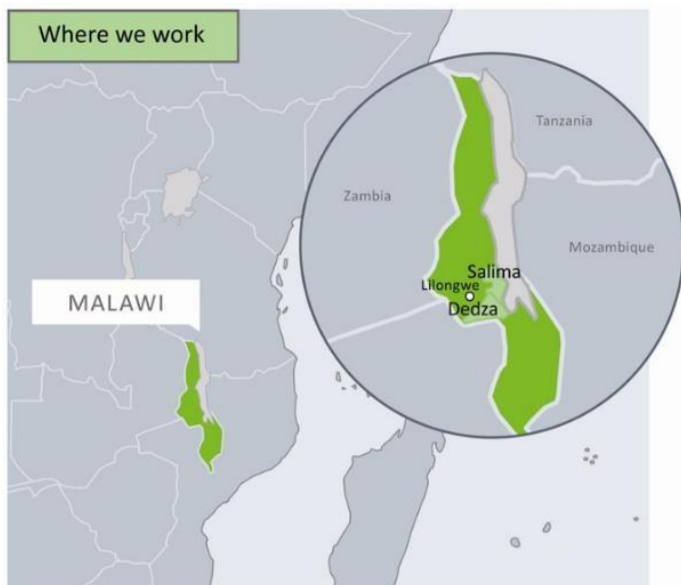 Where we work
Tanzania
Zambia
Mozambique
Salima
Lilongwe
Dedza
MALAWI